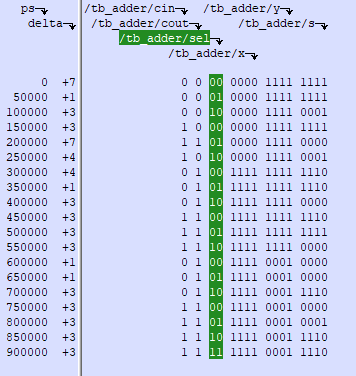 ps /tb_adder/cin /tb_adder/y
delta /tb_adder/cout /tb_adder/s
/tb_adder/sel
/tb_adder/x
0 +7 0 0 00 0000 1111 1111
50000 +1 0 0 01 0000 1111 1111
100000 +3 0 0 10 0000 1111 0001
150000 +3 1 0 00 0000 1111 1111
200000 +7 1 1 01 0000 1111 0000
250000 +4 1 0 10 0000 1111 0001
300000 +4 0 1 00 1111 1111 1110
350000 +1 0 1 01 1111 1111 1110
400000 +3 0 1 10 1111 1111 0000
450000 +3 1 1 00 1111 1111 1110
500000 +3 1 1 01 1111 1111 1111
550000 +3 1 1 10 1111 1111 0000
600000 +1 0 1 00 1111 0001 0000
650000 +1 0 1 01 1111 0001 0000
700000 +3 0 1 10 1111 0001 1110
750000 +3 1 1 00 1111 0001 0000
800000 +3 1 1 01 1111 0001 0001
850000 +3 1 1 10 1111 0001 1110
900000 +3 1 1 11 1111 0001 1110